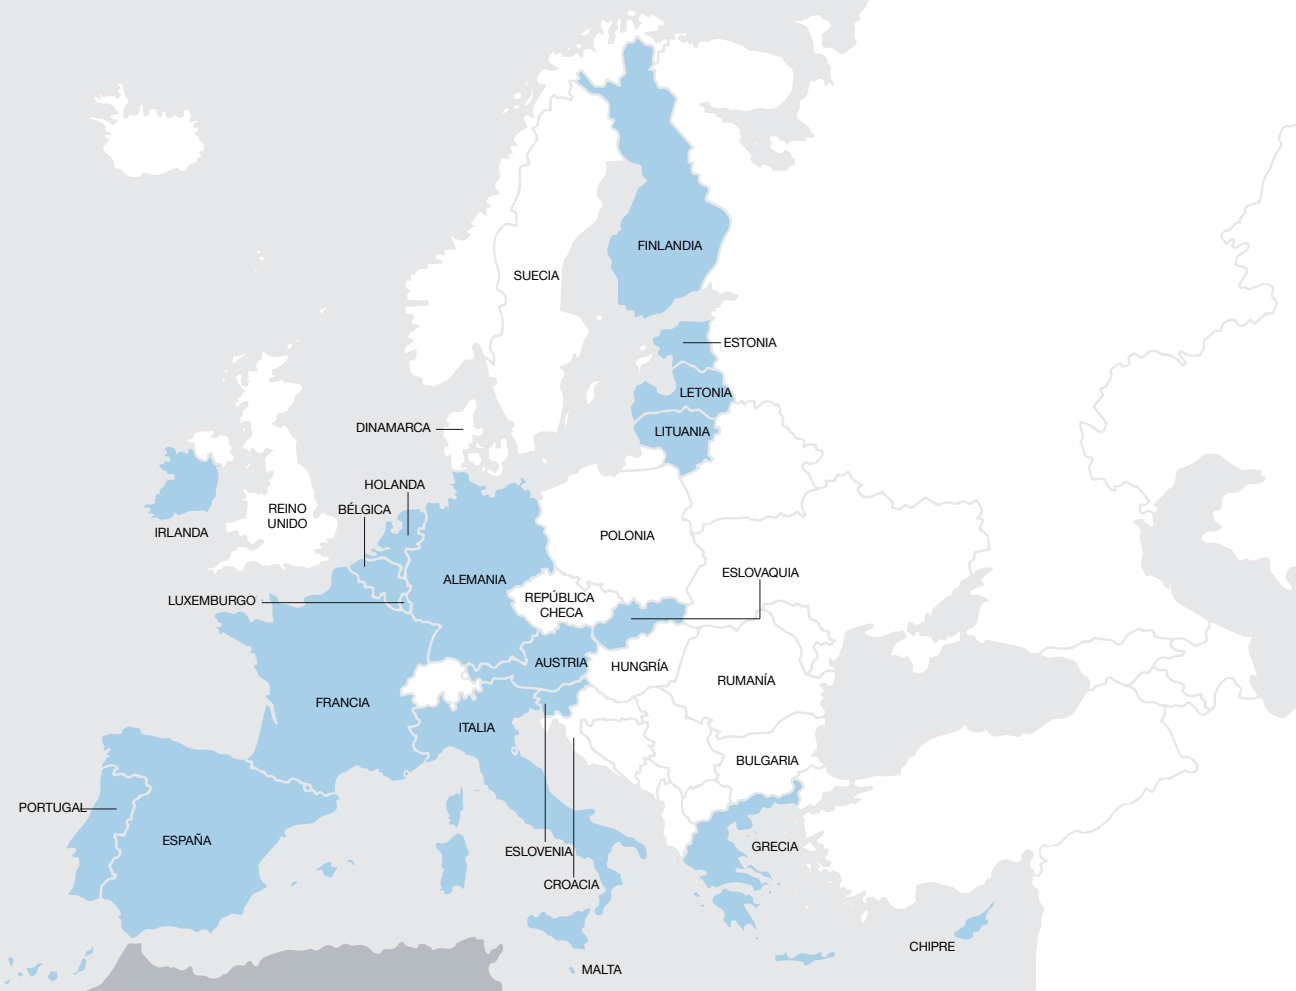 FINLANDIA
SUECIA
ESTONIA
LETONIA
DINAMARCA
LITUANIA
HOLANDA
BÉLGICA
REINO
UNIDO
IRLANDA
POLONIA
ALEMANIA
ESLOVAQUIA
LUXEMBURGO
REPÚBLICA
CHECA
AUSTRIA
HUNGRÍA
RUMANÍA
FRANCIA
ITALIA
BULGARIA
PORTUGAL
ESPAÑA
GRECIA
ESLOVENIA
CROACIA
CHIPRE
MALTA